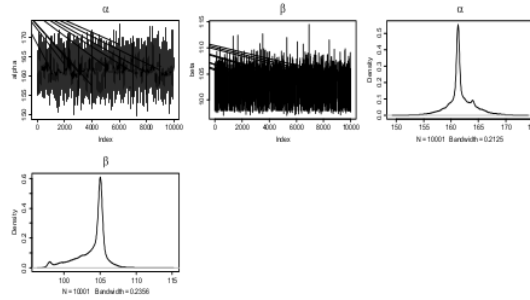 α
alpha
150 155 160 165 170
0 2000 4000 6000 8000 10000
Index
β
beta
100 105 110 115
0 2000 4000 6000 8000 10000
Index
α
Density
0.0 0.1 0.2 0.3 0.4 0.5
150 155 160 165 170
N = 10001 Bandwidth = 0.2125
β
Density
0.0 0.2 0.4 0.6
100 105 110 115
N = 10001 Bandwidth = 0.2356